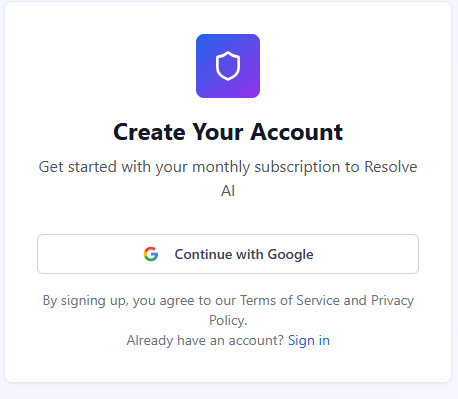 Create Your Account
Get started with your monthly subscription to Resolve
AI
Continue with Google
By signing up, you agree to our Terms of Service and Privacy
Policy.
Already have an account? Sign in